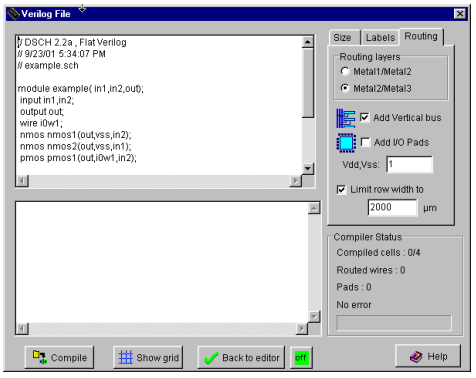 Verilog File
// DSCH 2.2a , Flat Verilog
// 9/23/01 5:34:07 PM
// example.sch
module example( in1,in2,out);
input in1,in2;
output out;
wire i0w1;
nmos nmos1(out,vss,in2);
nmos nmos2(out,vss,in1);
pmos pmos1(out,i0w1,in2);
Size Labels Routing
Routing layers
Metal1/Metal2
Metal2/Metal3
Add Vertical bus
Add I/O Pads
Vdd,Vss: 1
Limit row width to
2000 µm
Compiler Status
Compiled cells : 0/4
Routed wires : 0
Pads : 0
No error
Compile Show grid Back to editor off Help